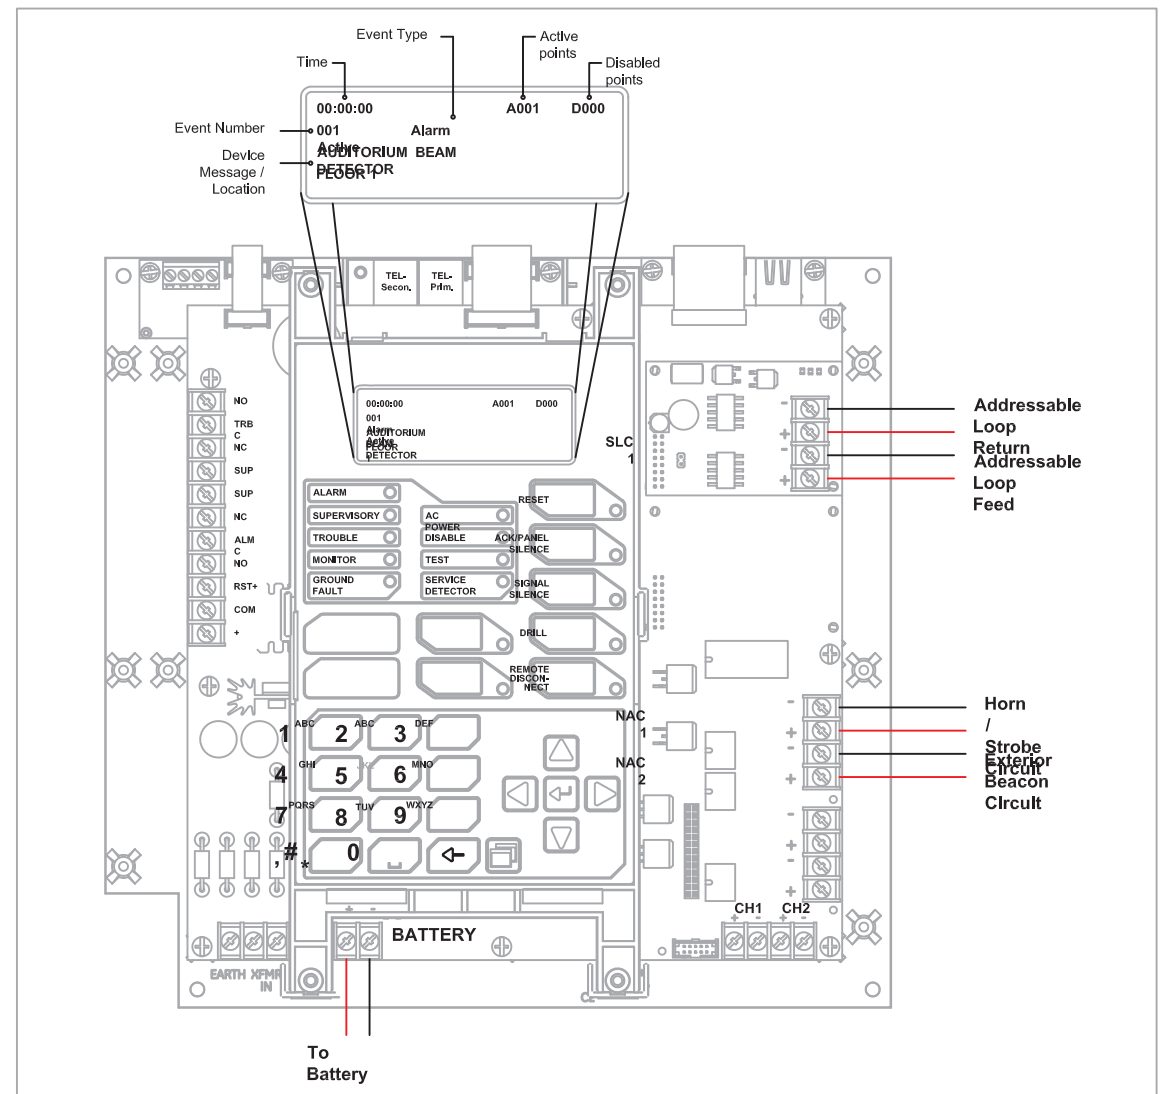 Event Type
Active
points
Time
Disabled
points
00:00:00
A001
D000
Event Number
001
Alarm
Active
Device
Message /
Location
AUDITORIUM BEAM
DETECTOR
FLOOR 1
TEL-
Secon.
TEL-
Prim.
00:00:00
A001
D000
001
Alarm
Active
AUDITORIUM
FLOOR
DETECTOR
NO
TRB
C
NC
SUP
SUP
NC
ALM
C
NO
RST+
COM
+
SLC
1
-
+
-
+
Addressable
Loop
Return
Addressable
Loop
Feed
ALARM
SUPERVISORY
TROUBLE
MONITOR
GROUND
FAULT
AC
POWER
DISABLE
TEST
SERVICE
DETECTOR
RESET
ACK/PANEL
SILENCE
SIGNAL
SILENCE
DRILL
REMOTE
DISCON-
NECT
NAC
1
NAC
2
-
+
-
+
Horn
/
Strobe
Circuit
Exterior
Beacon
CIrcuit
1
ABC
2
ABC
3
DEF
4
GHI
5
JKL
6
MNO
7
PQRS
8
TUV
9
WXYZ
, #
*
0
-
+
-
+
CH1
CH2
+ - + -
+ -
BATTERY
EARTH XFMR
IN
To
Battery